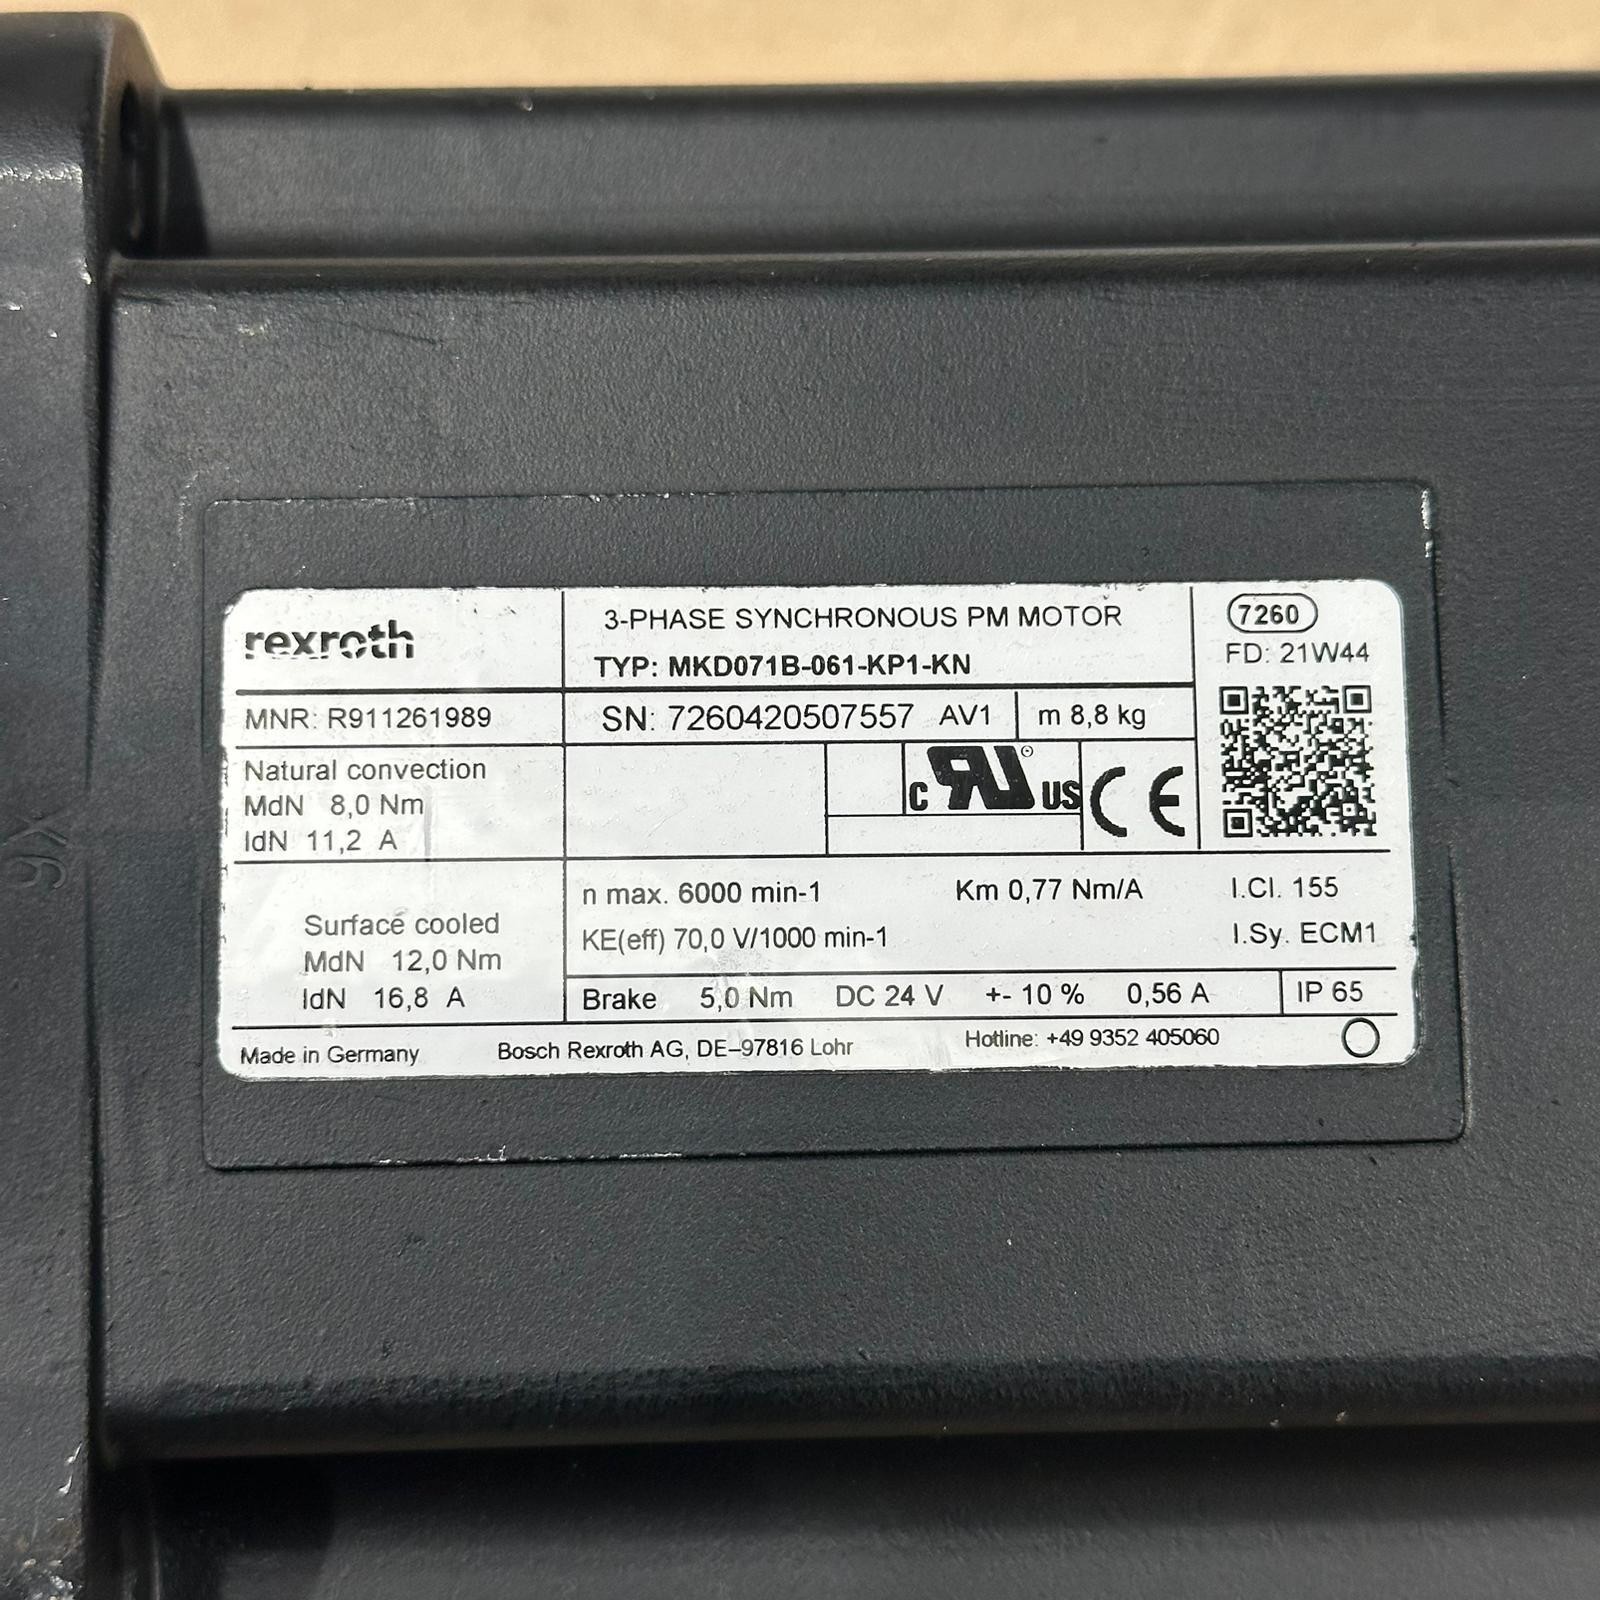 rexroth
3-PHASE SYNCHRONOUS PM MOTOR
TYP: MKD071B-061-KP1-KN
7260
FD: 21W44
MNR: R911261989
SN: 7260420507557 AV1
m 8,8 kg
Natural convection
MdN 8,0 Nm
IdN 11,2 A
c RU US
CE
Surface cooled
MdN 12,0 Nm
IdN 16,8 A
n max. 6000 min-1 Km 0,77 Nm/A I.Cl. 155
KE(eff) 70,0 V/1000 min-1 I.Sy. ECM1
Brake 5,0 Nm DC 24 V +- 10 % 0,56 A IP 65
Made in Germany Bosch Rexroth AG, DE-97816 Lohr Hotline: +49 9352 405060